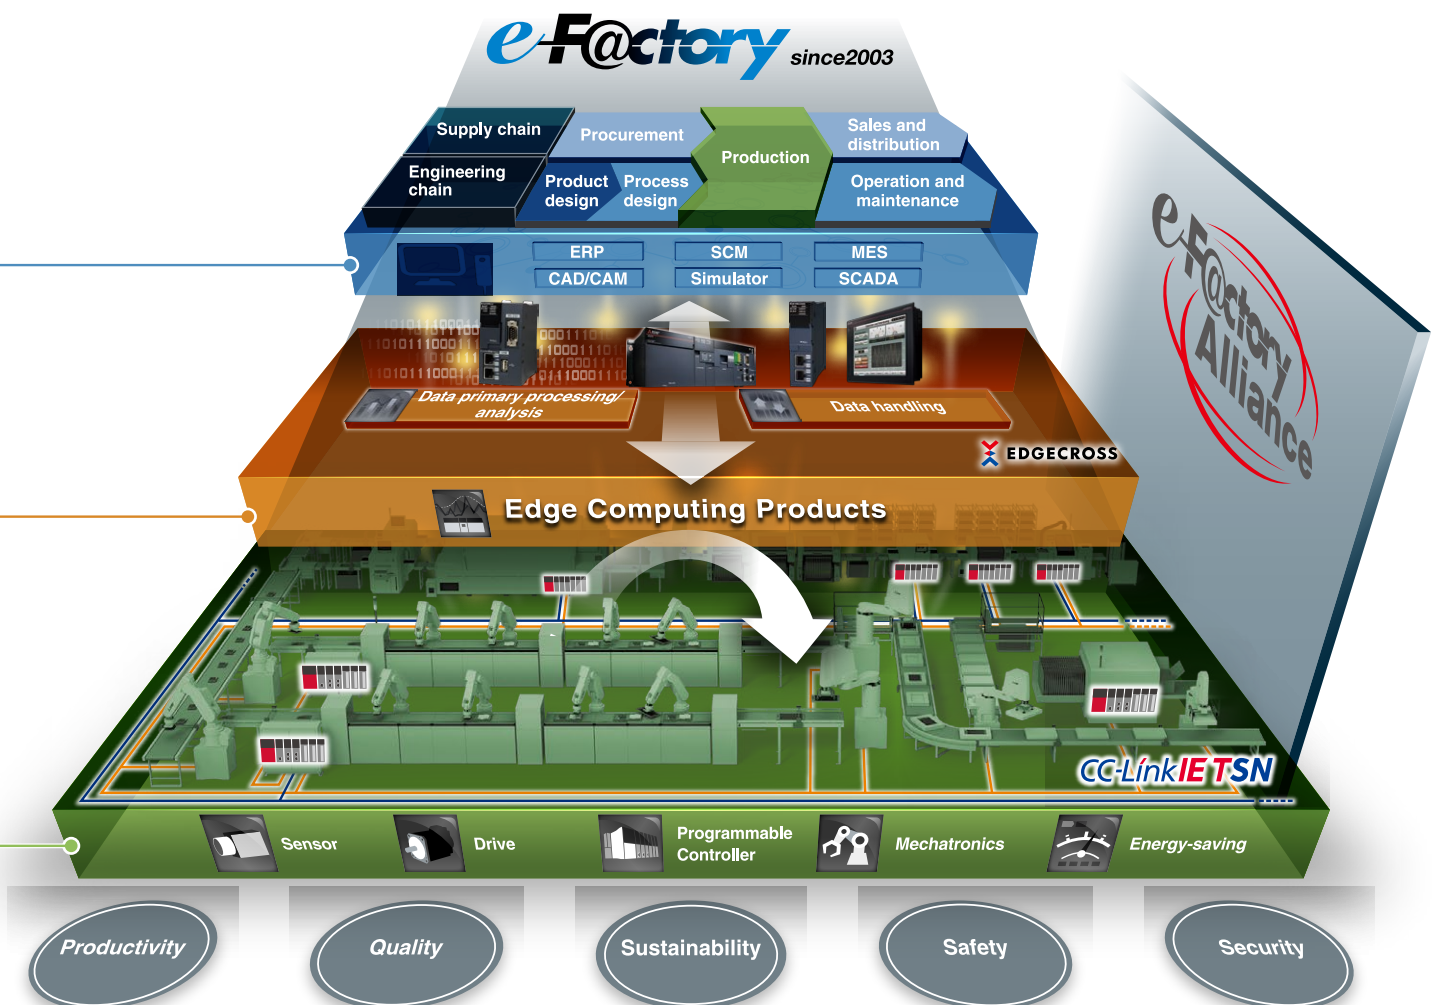 e-F@ctory since2003
Supply chain
Procurement
Production
Sales and
distribution
Engineering
chain
Product
design
Process
design
Operation and
maintenance
ERP
SCM
MES
CAD/CAM
Simulator
SCADA
Data primary processing/
analysis
Data handling
EDGECROSS
Edge Computing Products
e-F@ctory
Alliance
CC-Link IE TSN
Sensor
Drive
Programmable
Controller
Mechatronics
Energy-saving
Productivity
Quality
Sustainability
Safety
Security